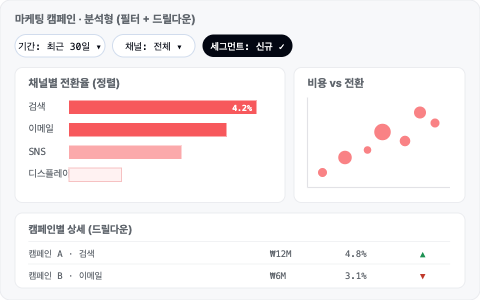 마케팅 캠페인 · 분석형 (필터 + 드릴다운)
기간: 최근 30일 ▾ 채널: 전체 ▾ 세그먼트: 신규 ✓
채널별 전환율 (정렬)
검색 4.2%
이메일
SNS
디스플레이
비용 vs 전환
캠페인별 상세 (드릴다운)
캠페인 A · 검색 ₩12M 4.8% ▲
캠페인 B · 이메일 ₩6M 3.1% ▼